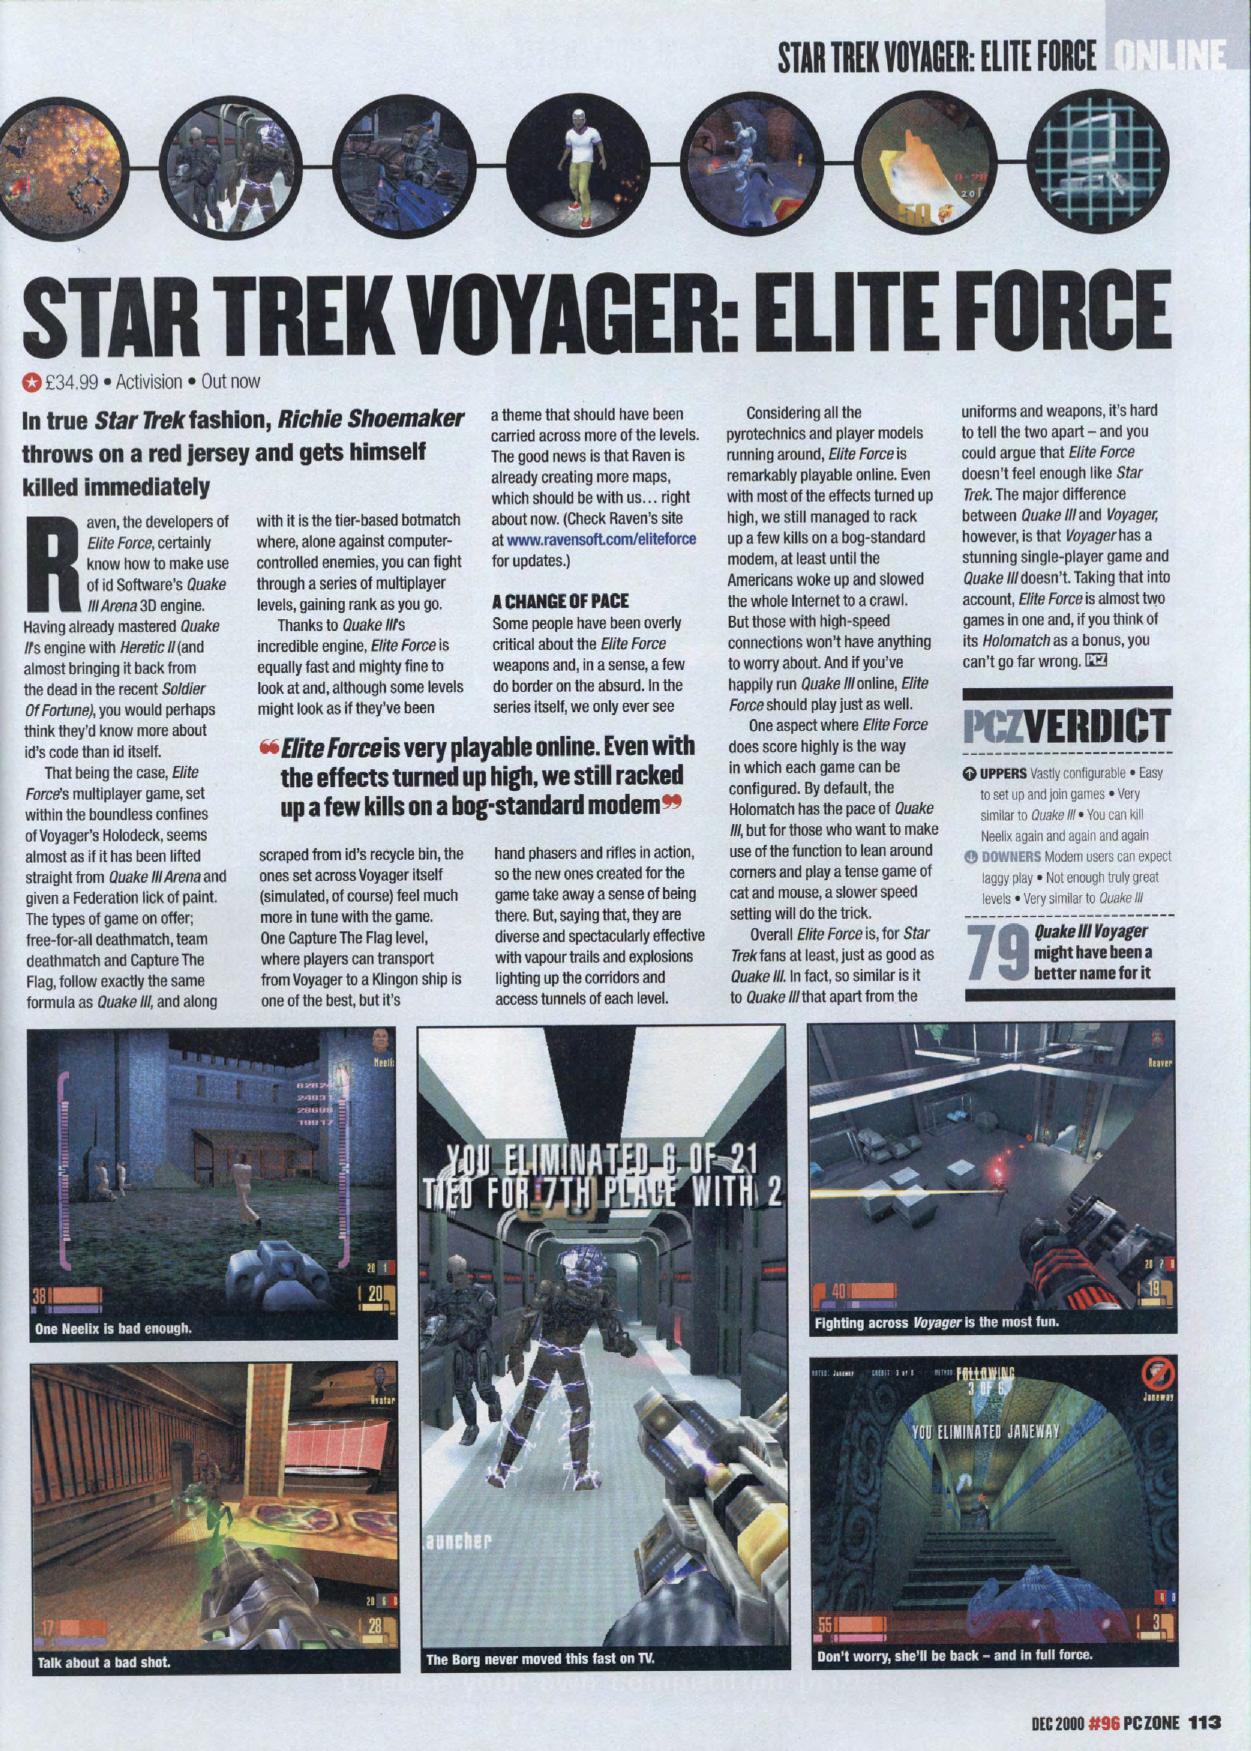 STAR TREK VOYAGER: ELITE FORCE ONLINE
STAR TREK VOYAGER: ELITE FORCE
£34.99 • Activision • Out now
In true Star Trek fashion, Richie Shoemaker
throws on a red jersey and gets himself
killed immediately
Raven, the developers of
Elite Force, certainly
know how to make use
of id Software's Quake
III Arena 3D engine.
Having already mastered Quake
II's engine with Heretic II (and
almost bringing it back from
the dead in the recent Soldier
Of Fortune), you would perhaps
think they'd know more about
id's code than id itself.
That being the case, Elite
Force's multiplayer game, set
within the boundless confines
of Voyager's Holodeck, seems
almost as if it has been lifted
straight from Quake III Arena and
given a Federation lick of paint.
The types of game on offer;
free-for-all deathmatch, team
deathmatch and Capture The
Flag, follow exactly the same
formula as Quake III, and along
with it is the tier-based botmatch
where, alone against computer-
controlled enemies, you can fight
through a series of multiplayer
levels, gaining rank as you go.
Thanks to Quake III's
incredible engine, Elite Force is
equally fast and mighty fine to
look at and, although some levels
might look as if they've been
scraped from id's recycle bin, the
ones set across Voyager itself
(simulated, of course) feel much
more in tune with the game.
One Capture The Flag level,
where players can transport
from Voyager to a Klingon ship is
one of the best, but it's
a theme that should have been
carried across more of the levels.
The good news is that Raven is
already creating more maps,
which should be with us... right
about now. (Check Raven's site
at www.ravensoft.com/eliteforce
for updates.)
A CHANGE OF PACE
Some people have been overly
critical about the Elite Force
weapons and, in a sense, a few
do border on the absurd. In the
series itself, we only ever see
hand phasers and rifles in action,
so the new ones created for the
game take away a sense of being
there. But, saying that, they are
diverse and spectacularly effective
with vapour trails and explosions
lighting up the corridors and
access tunnels of each level.
“Elite Force is very playable online. Even with
the effects turned up high, we still racked
up a few kills on a bog-standard modem”
Considering all the
pyrotechnics and player models
running around, Elite Force is
remarkably playable online. Even
with most of the effects turned up
high, we still managed to rack
up a few kills on a bog-standard
modem, at least until the
Americans woke up and slowed
the whole Internet to a crawl.
But those with high-speed
connections won't have anything
to worry about. And if you've
happily run Quake III online, Elite
Force should play just as well.
One aspect where Elite Force
does score highly is the way
in which each game can be
configured. By default, the
Holomatch has the pace of Quake
III, but for those who want to make
use of the function to lean around
corners and play a tense game of
cat and mouse, a slower speed
setting will do the trick.
Overall Elite Force is, for Star
Trek fans at least, just as good as
Quake III. In fact, so similar is it
to Quake III that apart from the
uniforms and weapons, it's hard
to tell the two apart – and you
could argue that Elite Force
doesn't feel enough like Star
Trek. The major difference
between Quake III and Voyager,
however, is that Voyager has a
stunning single-player game and
Quake III doesn't. Taking that into
account, Elite Force is almost two
games in one and, if you think of
its Holomatch as a bonus, you
can't go far wrong. PCZ
PCZVERDICT
UPPERS Vastly configurable • Easy
to set up and join games • Very
similar to Quake III • You can kill
Neelix again and again and again
DOWNERS Modem users can expect
laggy play • Not enough truly great
levels • Very similar to Quake III
79
Quake III Voyager
might have been a
better name for it
Neelix
38
20
One Neelix is bad enough.
YOU ELIMINATED 6 OF 21
TIED FOR 7TH PLACE WITH 2
auncher
The Borg never moved this fast on TV.
Reaver
40
19
Fighting across Voyager is the most fun.
Avatar
17
28
Talk about a bad shot.
FOLLOWING
3 OF 6
Janeway
YOU ELIMINATED JANEWAY
55
3
Don't worry, she'll be back – and in full force.
DEC 2000 #96 PC ZONE 113